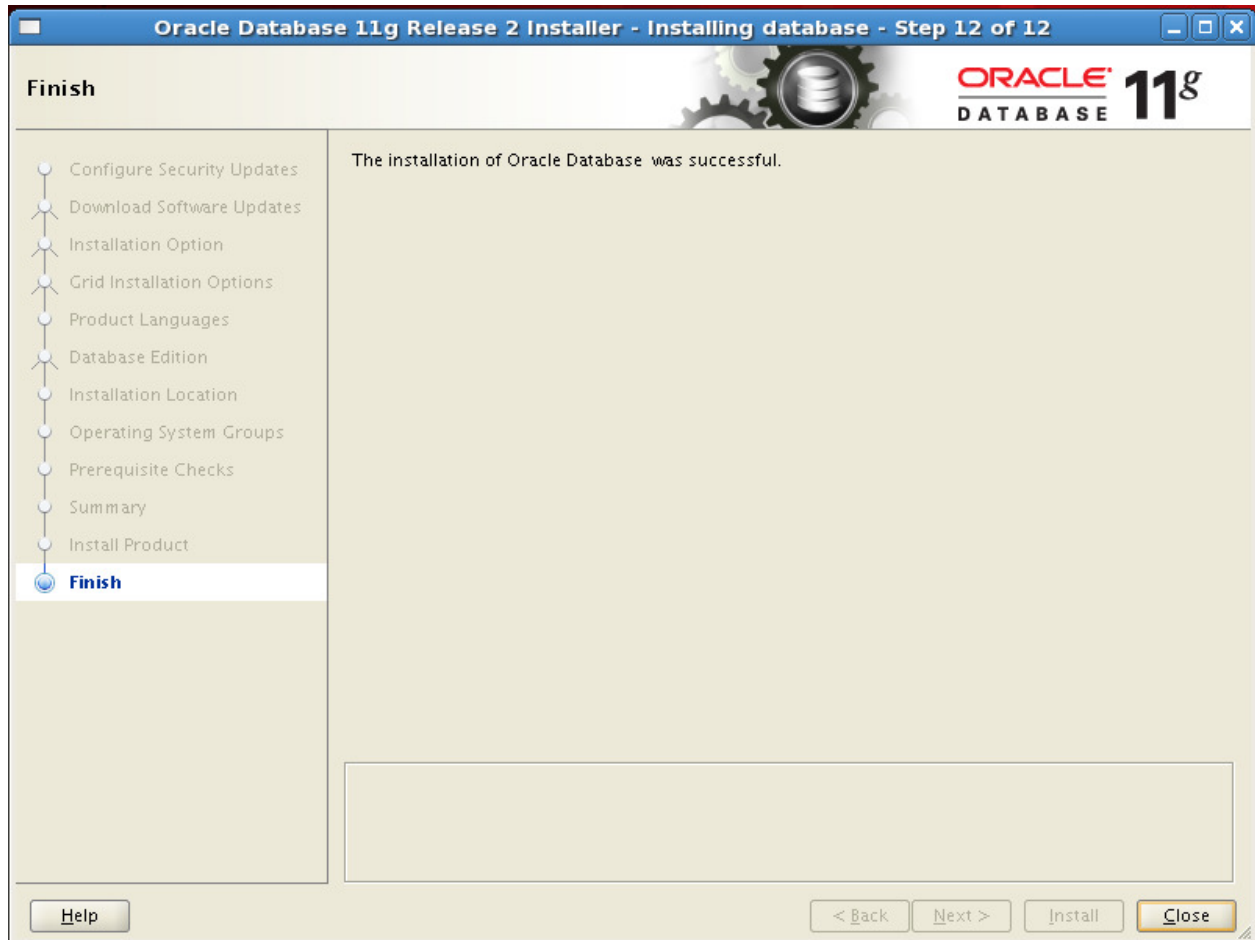 Oracle Database 11g Release 2 Installer - Installing database - Step 12 of 12
Finish
ORACLE DATABASE 11g
Configure Security Updates
Download Software Updates
Installation Option
Grid Installation Options
Product Languages
Database Edition
Installation Location
Operating System Groups
Prerequisite Checks
Summary
Install Product
Finish
The installation of Oracle Database was successful.
Help
< Back
Next >
Install
Close